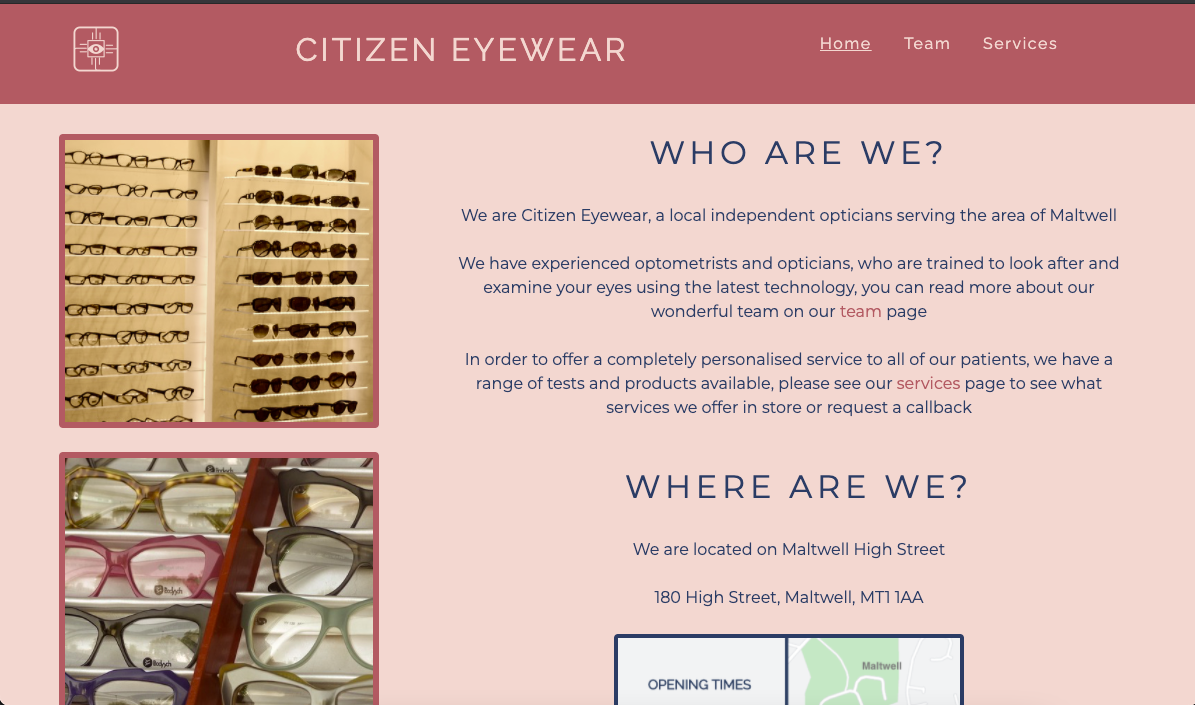 CITIZEN EYEWEAR
Home Team Services
WHO ARE WE?
We are Citizen Eyewear, a local independent opticians serving the area of Maltwell
We have experienced optometrists and opticians, who are trained to look after and
examine your eyes using the latest technology, you can read more about our
wonderful team on our team page
In order to offer a completely personalised service to all of our patients, we have a
range of tests and products available, please see our services page to see what
services we offer in store or request a callback
WHERE ARE WE?
We are located on Maltwell High Street
180 High Street, Maltwell, MT1 1AA
OPENING TIMES
Maltwell